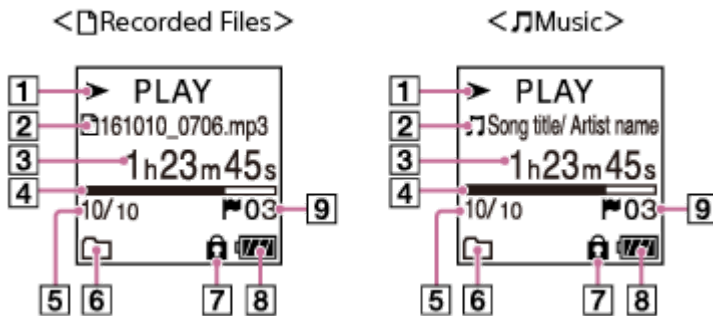 <Recorded Files>
<Music>
1 PLAY
2 161010_0706.mp3
3 1h23m45s
4
10/10 03 9
5 6 7 8
1 PLAY
2 Song title/ Artist name
3 1h23m45s
4
10/10 03 9
5 6 7 8